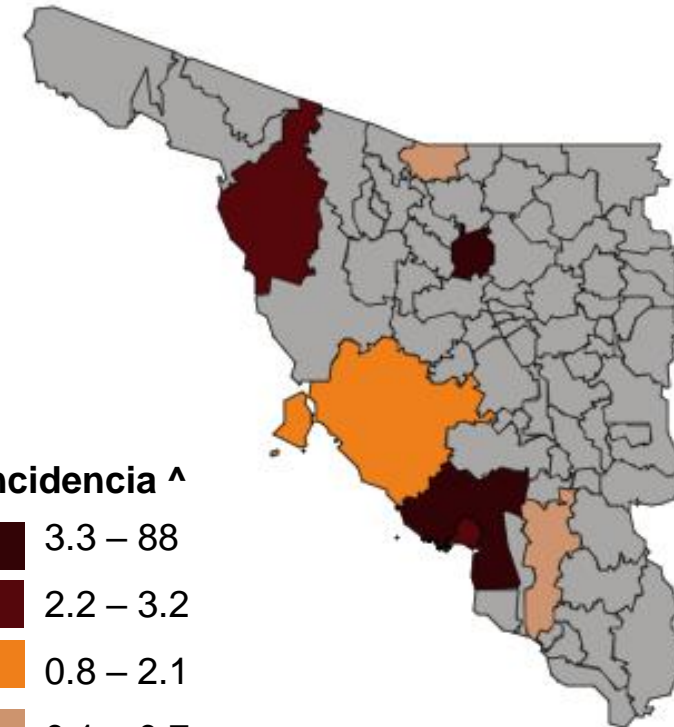 ncidencia ^
3.3 – 88
2.2 – 3.2
0.8 – 2.1